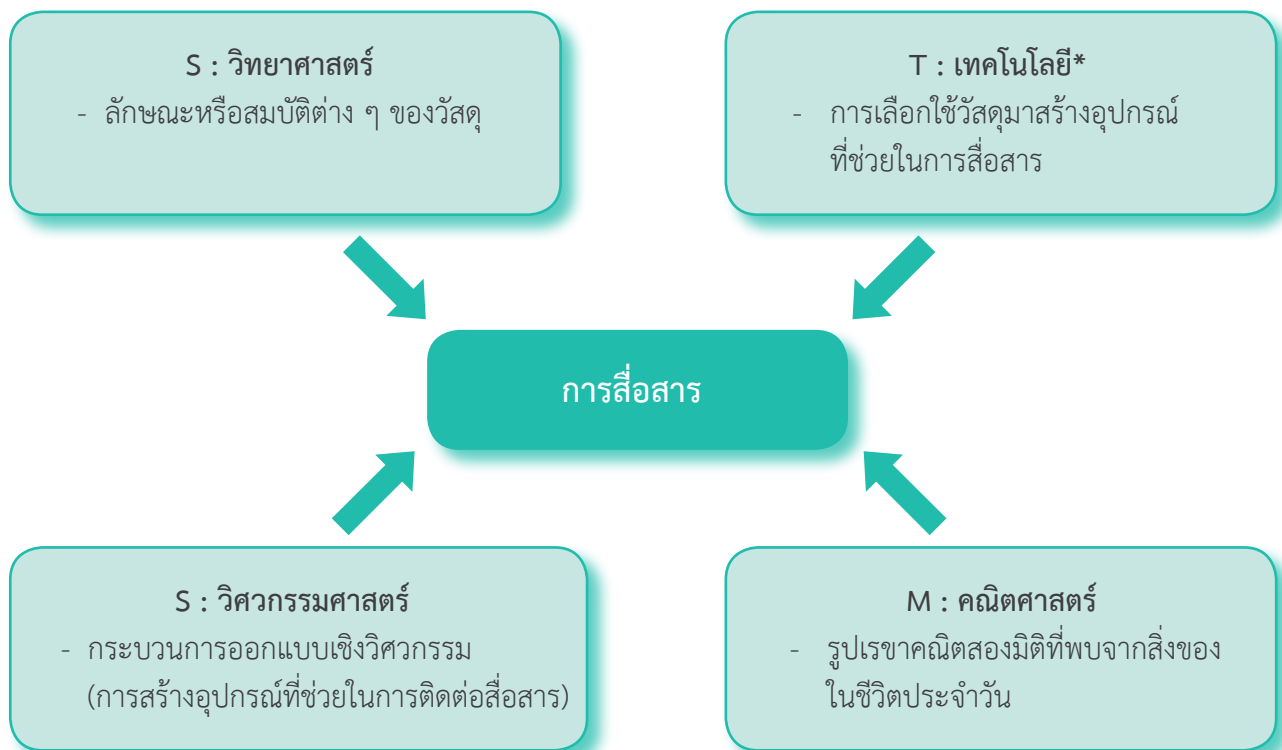 S : วิทยาศาสตร์
- ลักษณะหรือสมบัติต่าง ๆ ของวัสดุ
T : เทคโนโลยี*
- การเลือกใช้วัสดุมาสร้างอุปกรณ์
ที่ช่วยในการสื่อสาร
การสื่อสาร
S : วิศวกรรมศาสตร์
- กระบวนการออกแบบเชิงวิศวกรรม
(การสร้างอุปกรณ์ที่ช่วยในการติดต่อสื่อสาร)
M : คณิตศาสตร์
- รูปเรขาคณิตสองมิติที่พบจากสิ่งของ
ในชีวิตประจำวัน